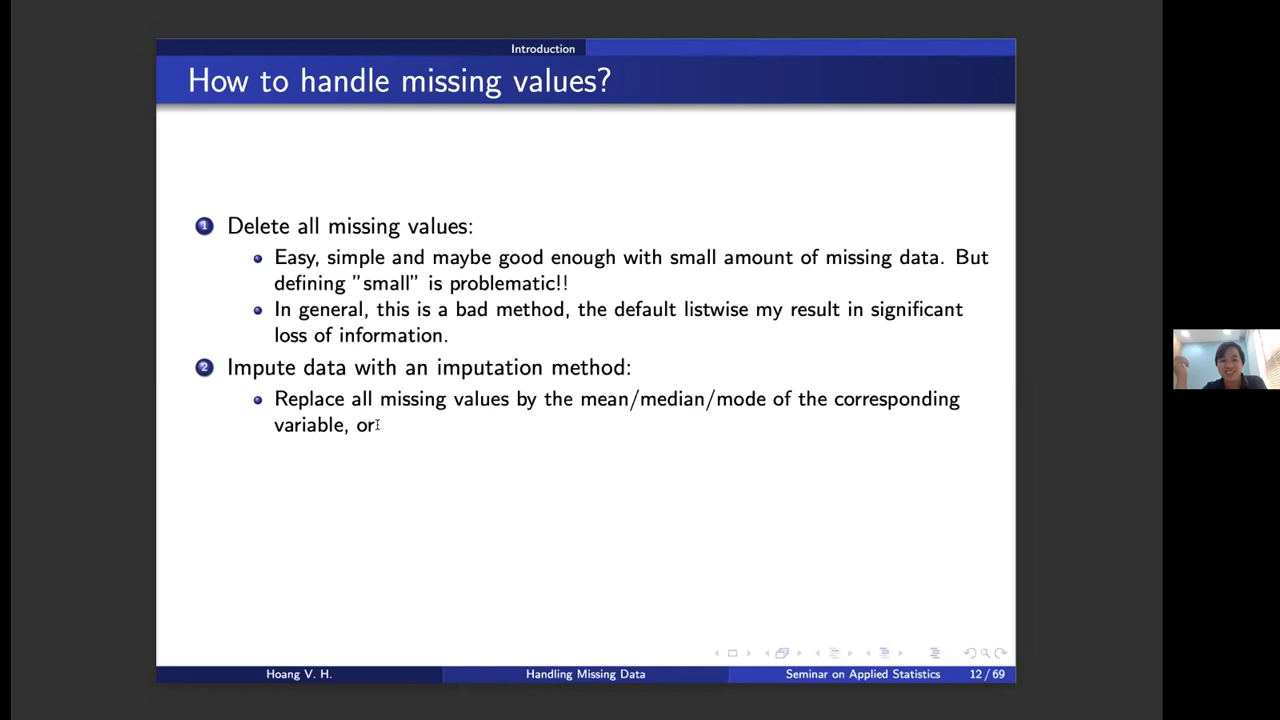 Introduction
How to handle missing values?
1 Delete all missing values:
Easy, simple and maybe good enough with small amount of missing data. But
defining ”small” is problematic!!
In general, this is a bad method, the default listwise my result in significant
loss of information.
2 Impute data with an imputation method:
Replace all missing values by the mean/median/mode of the corresponding
variable, or
Hoang V. H. Handling Missing Data Seminar on Applied Statistics 12 / 69